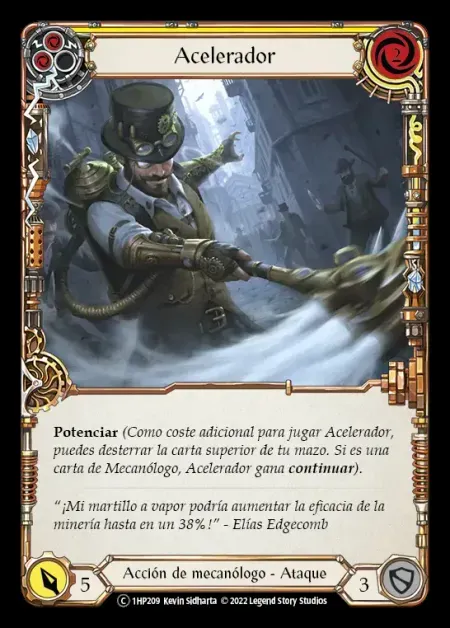 Acelerador
2
Potenciar (Como coste adicional para jugar Acelerador,
puedes desterrar la carta superior de tu mazo. Si es una
carta de Mecanólogo, Acelerador gana continuar).
“¡Mi martillo a vapor podría aumentar la eficacia de la
minería hasta en un 38%!” - Elías Edgecomb
5
Acción de mecanólogo - Ataque
3
C 1HP209 Kevin Sidharta © 2022 Legend Story Studios